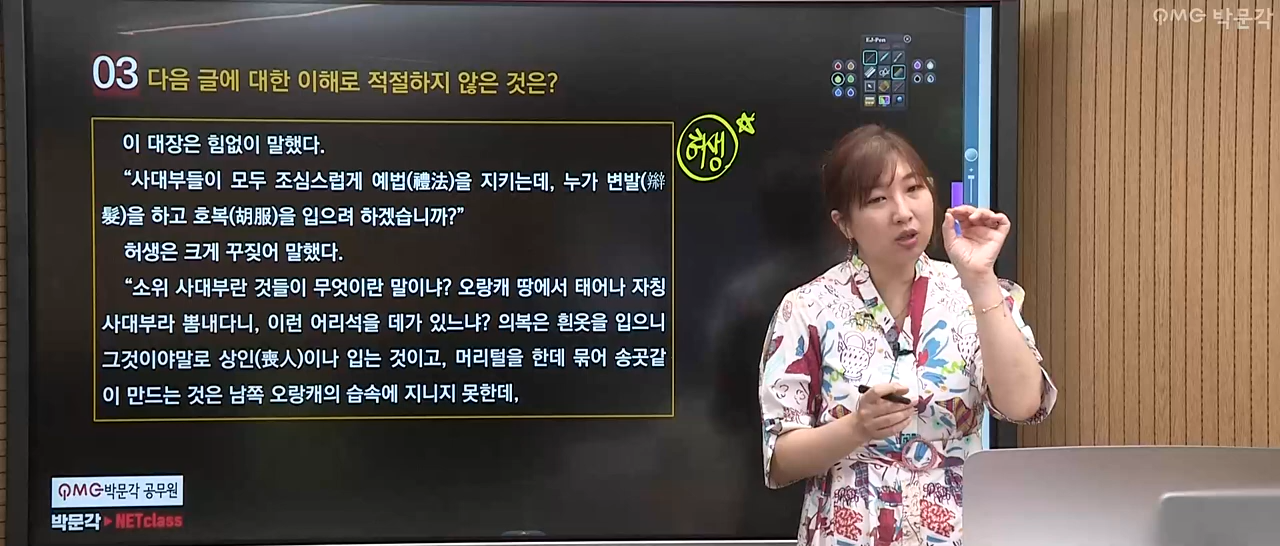 QMG 박문각
EJ-Pen
03 다음 글에 대한 이해로 적절하지 않은 것은?
이 대장은 힘없이 말했다.
“사대부들이 모두 조심스럽게 예법(禮法)을 지키는데, 누가 변발(辮
髮)을 하고 호복(胡服)을 입으려 하겠습니까?”
허생은 크게 꾸짖어 말했다.
“소위 사대부란 것들이 무엇이란 말이냐? 오랑캐 땅에서 태어나 자칭
사대부라 뽐내다니, 이런 어리석을 데가 있느냐? 의복은 흰옷을 입으니
그것이야말로 상인(喪人)이나 입는 것이고, 머리털을 한데 묶어 송곳같
이 만드는 것은 남쪽 오랑캐의 습속에 지니지 못한데,
허생
QMG박문각 공무원
박문각 NETclass